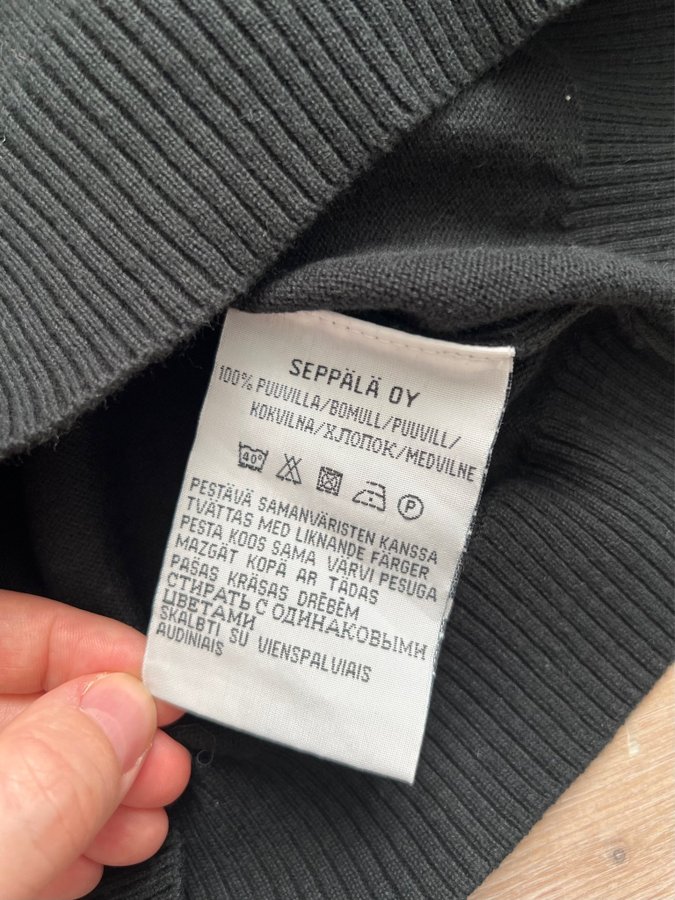 SEPPÄLÄ OY
100% PUUVILLA/BOMULL/PUUVILL/
KOKVILNA/ХЛОПОК/MEDVILNE
40° P
PESTÄVÄ SAMANVÄRISTEN KANSSA
TVÄTTAS MED LIKNANDE FÄRGER
PESTA KOOS SAMA VÄRVI PESUGA
MAZGĀT KOPĀ AR TĀDAS
PAŠAS KRĀSAS DRĒBĒM
СТИРАТЬ С ОДИНАКОВЫМИ
ЦВЕТАМИ
SKALBTI SU VIENSPALVIAIS
AUDINIAIS